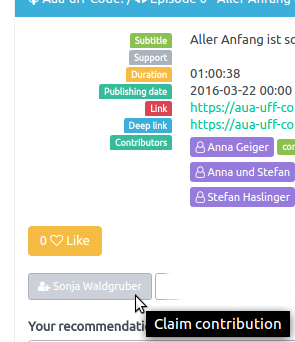 Aua-uff-Code! / Episode 0 - Aller Anfang
Subtitle Aller Anfang ist sc
Support
Duration 01:00:38
Publishing date 2016-03-22 00:00
Link https://aua-uff-co
Deep link https://aua-uff-co
Contributors Anna Geiger con
Anna und Stefan
Stefan Haslinger
0 Like
Sonja Waldgruber
Claim contribution
Your recommendatio